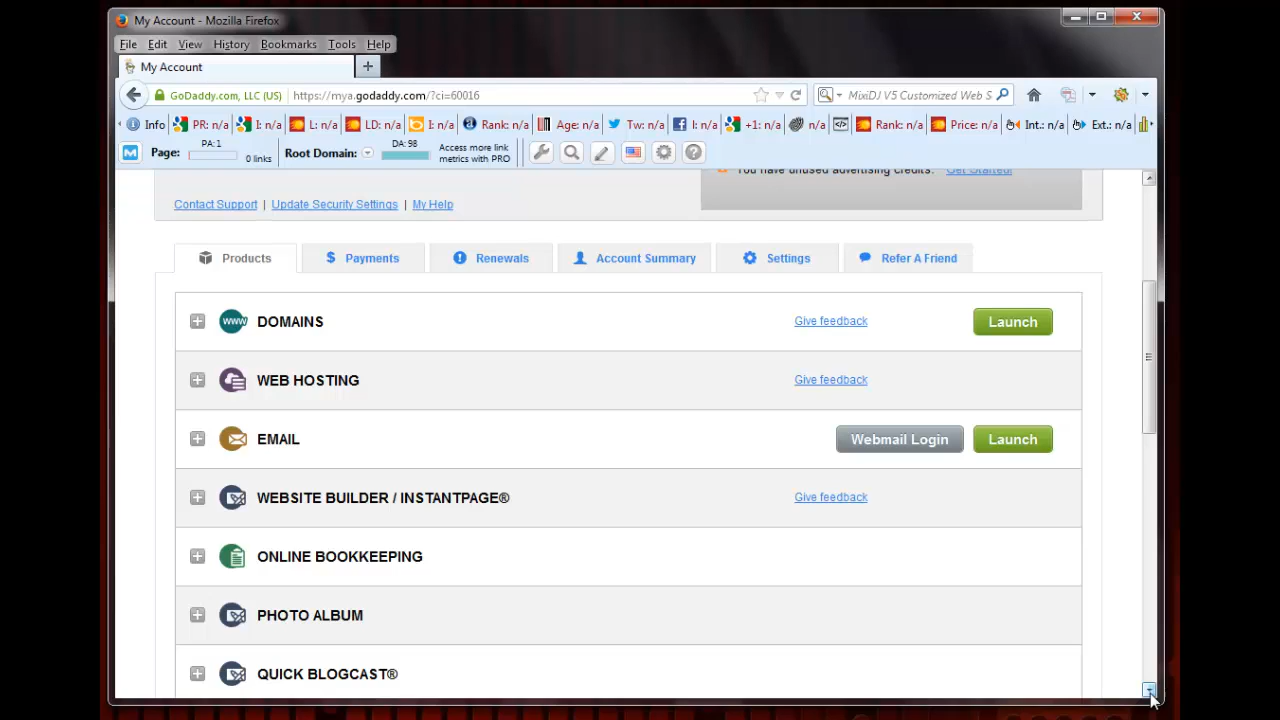 My Account - Mozilla Firefox
File Edit View History Bookmarks Tools Help
My Account
GoDaddy.com, LLC (US) https://mya.godaddy.com/?ci=60016 MixiDJ V5 Customized Web S
Info PR: n/a I: n/a L: n/a LD: n/a I: n/a Rank: n/a Age: n/a Tw: n/a I: n/a +1: n/a n/a Rank: n/a Price: n/a Int.: n/a Ext.: n/a
Page: PA: 1 0 links Root Domain: DA: 98 Access more link metrics with PRO
You have unused advertising credits. Get Started!
Contact Support | Update Security Settings | My Help
Products $ Payments Renewals Account Summary Settings Refer A Friend
www DOMAINS Give feedback Launch
WEB HOSTING Give feedback
EMAIL Webmail Login Launch
WEBSITE BUILDER / INSTANTPAGE® Give feedback
ONLINE BOOKKEEPING
PHOTO ALBUM
QUICK BLOGCAST®